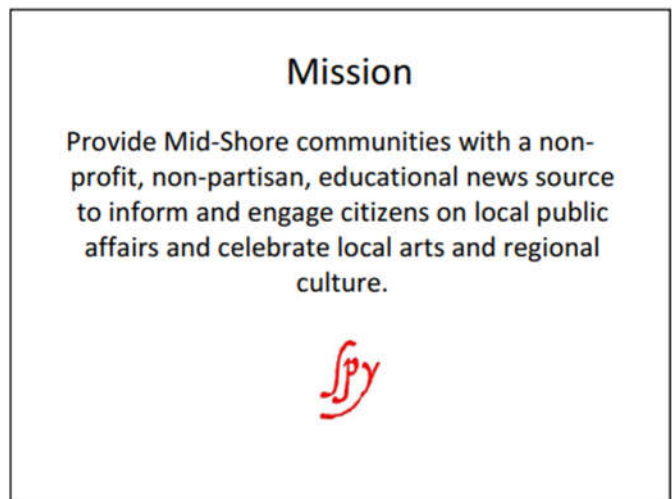 Mission
Provide Mid-Shore communities with a non-
profit, non-partisan, educational news source
to inform and engage citizens on local public
affairs and celebrate local arts and regional
culture.
Spy